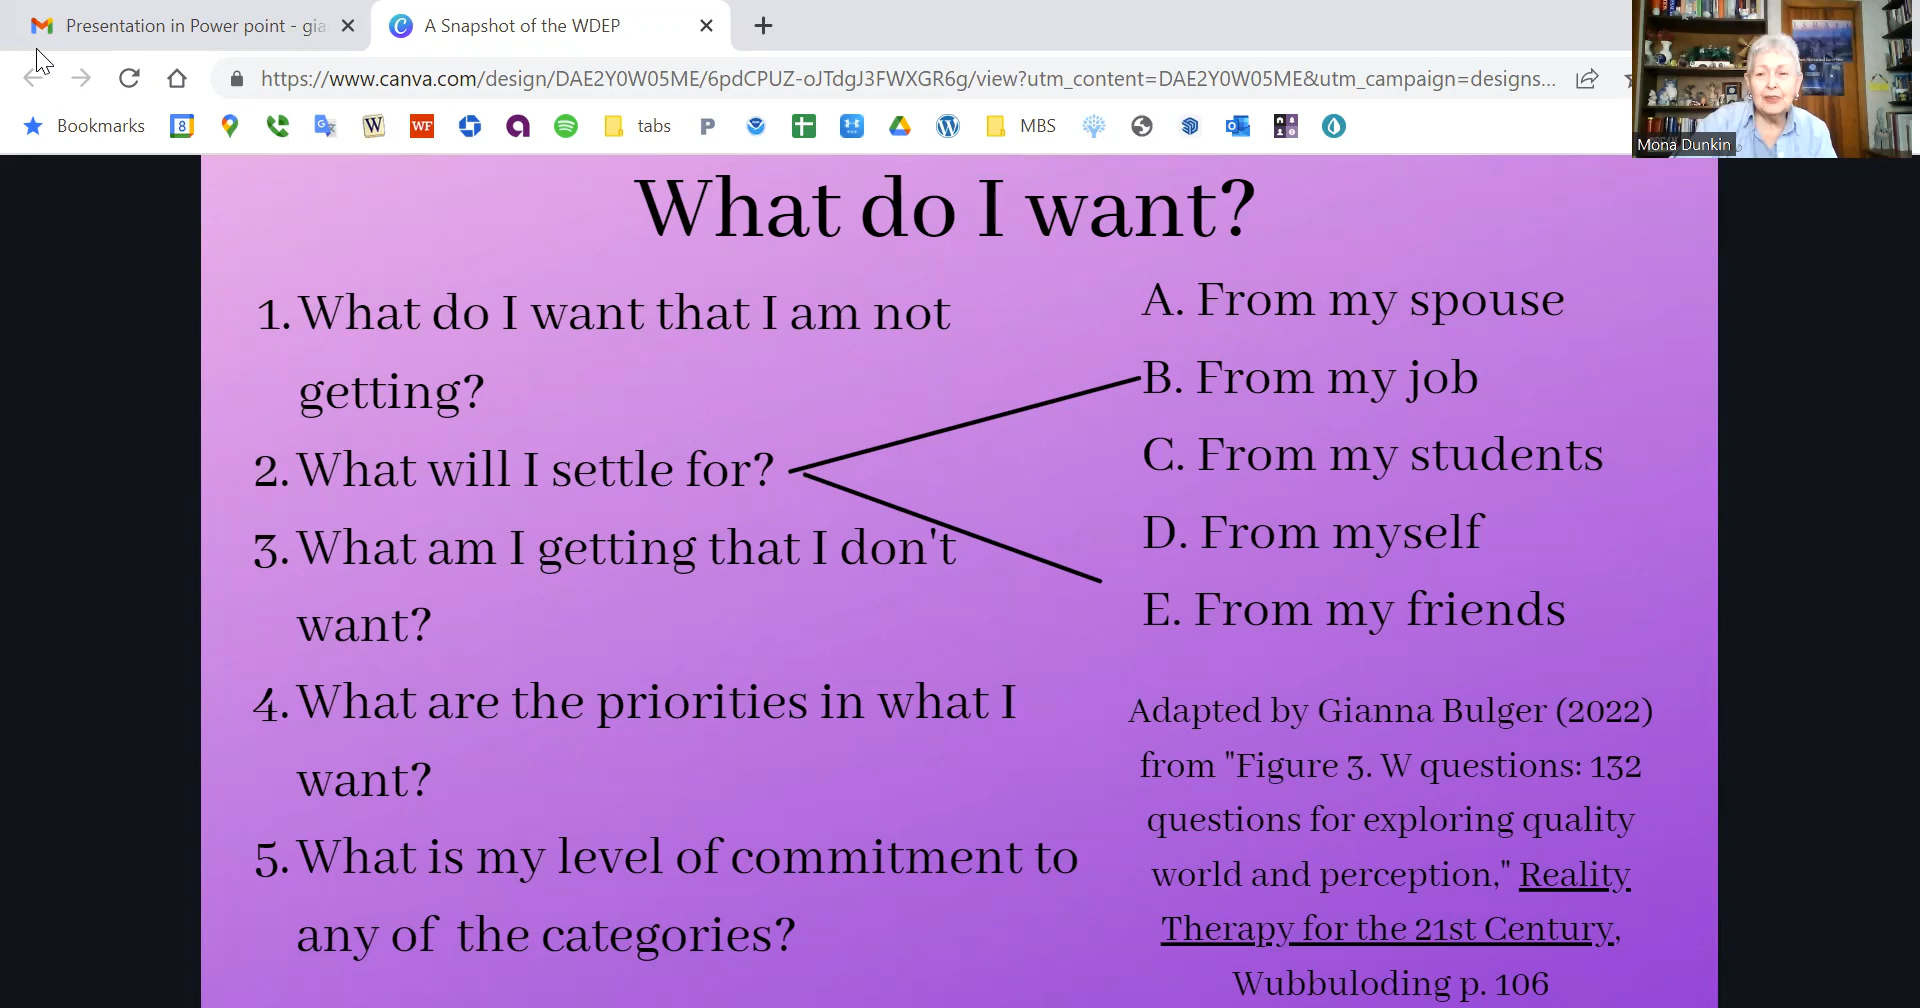 Presentation in Power point - gia
A Snapshot of the WDEP
https://www.canva.com/design/DAE2Y0W05ME/6pdCPUZ-oJTdgJ3FWXGR6g/view?utm_content=DAE2Y0W05ME&utm_campaign=designs...
Bookmarks
8
W
WF
tabs
P
MBS
Mona Dunkin
What do I want?
1. What do I want that I am not
getting?
2. What will I settle for?
3. What am I getting that I don't
want?
4. What are the priorities in what I
want?
5. What is my level of commitment to
any of the categories?
A. From my spouse
B. From my job
C. From my students
D. From myself
E. From my friends
Adapted by Gianna Bulger (2022)
from "Figure 3. W questions: 132
questions for exploring quality
world and perception," Reality
Therapy for the 21st Century,
Wubbuloding p. 106